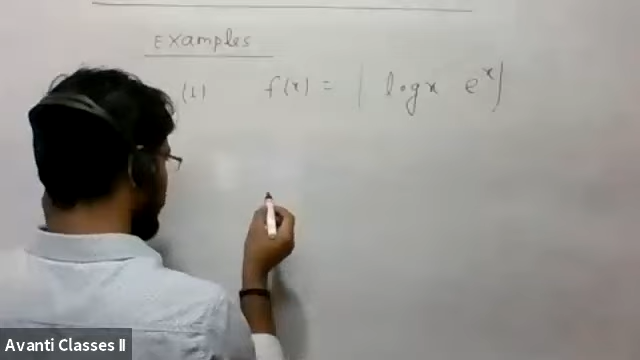 Examples
(1) f(x) = | log x e^x |
Avanti Classes II